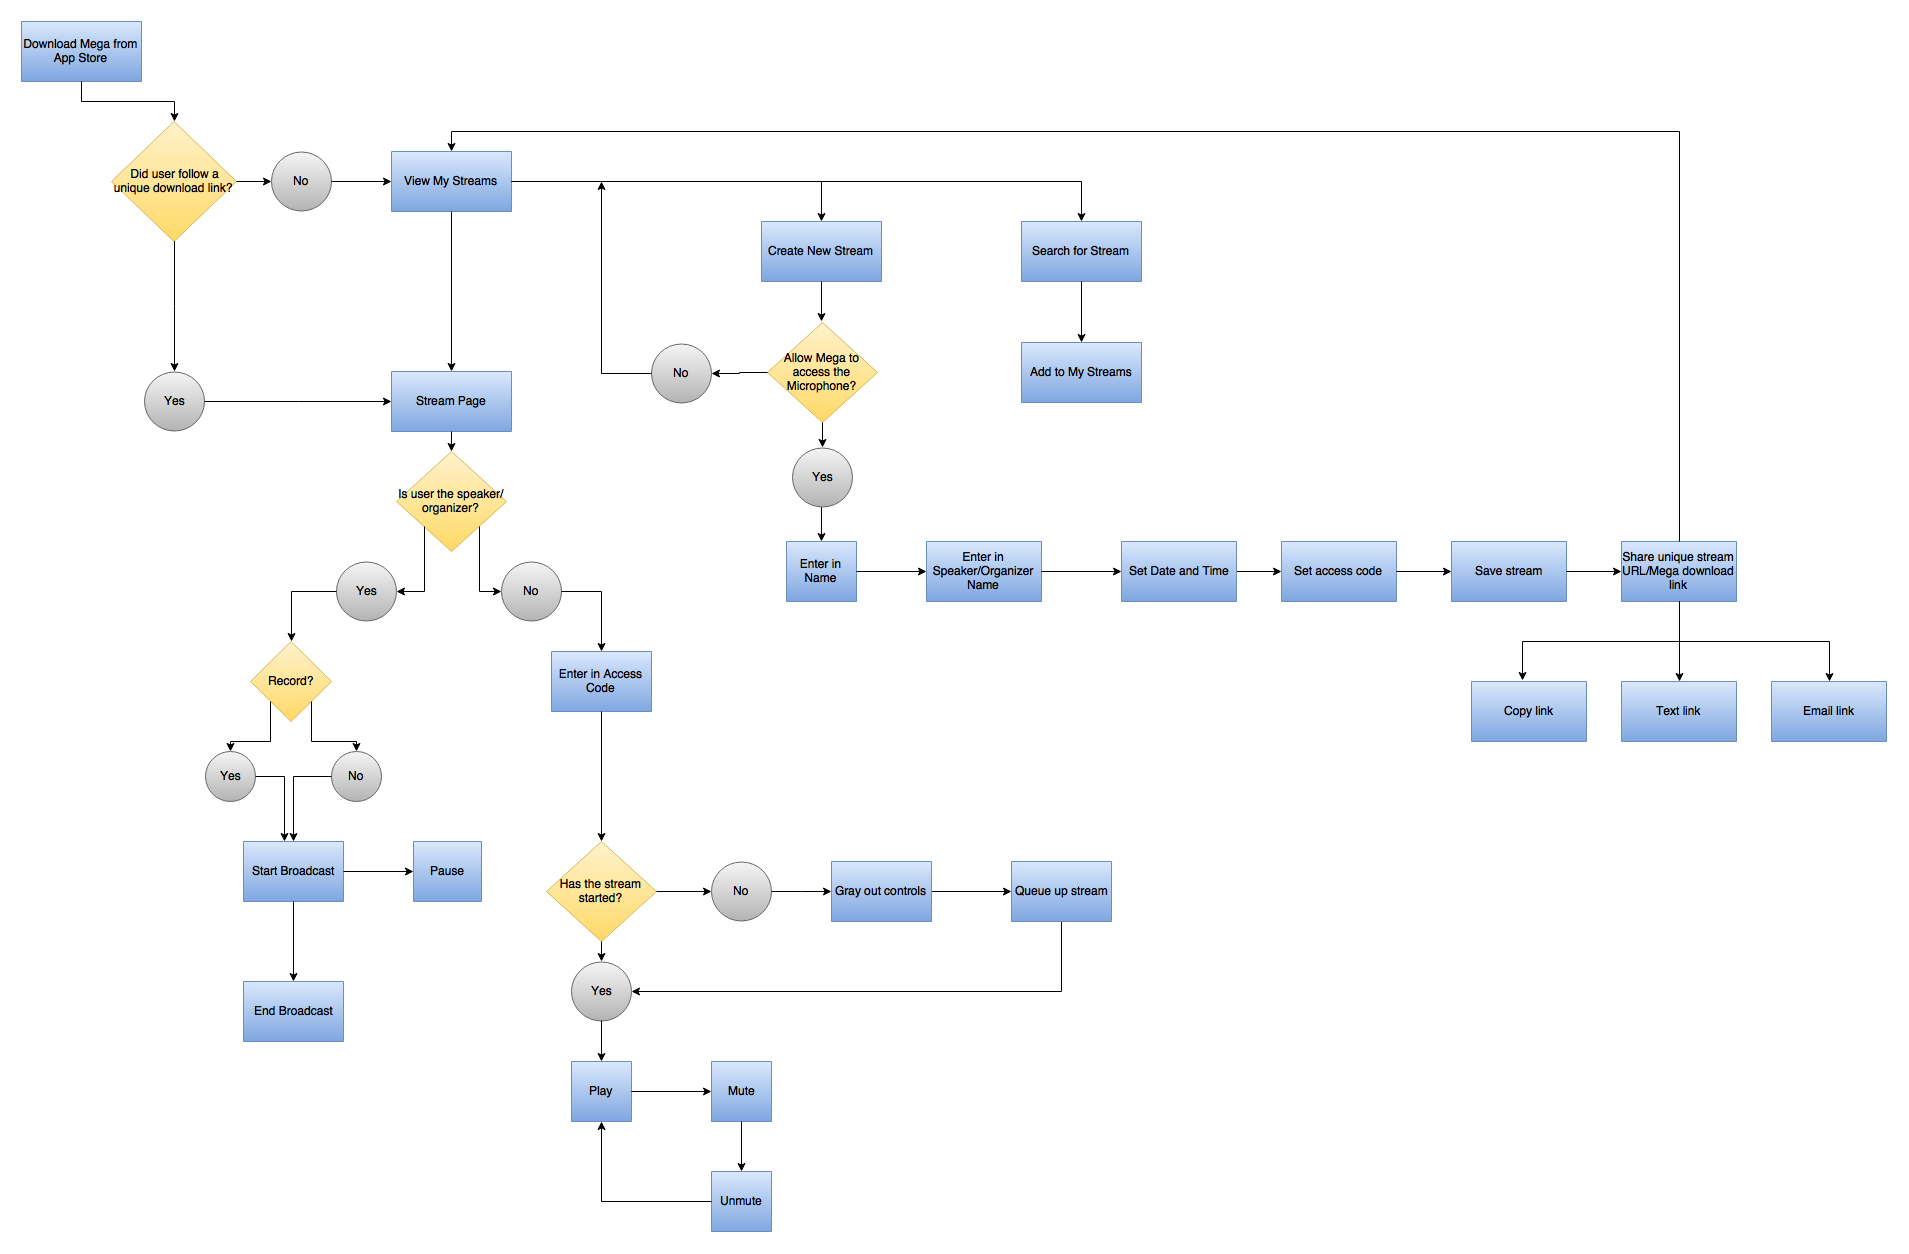 Download Mega from
App Store
Did user follow a
unique download link?
No
View My Streams
Create New Stream
Search for Stream
Allow Mega to
access the
Microphone?
No
Add to My Streams
Yes
Stream Page
Yes
Is user the speaker/
organizer?
Enter in
Name
Enter in
Speaker/Organizer
Name
Set Date and Time
Set access code
Save stream
Share unique stream
URL/Mega download
link
Yes
No
Record?
Enter in Access
Code
Copy link
Text link
Email link
Yes
No
Start Broadcast
Pause
Has the stream
started?
No
Gray out controls
Queue up stream
End Broadcast
Yes
Play
Mute
Unmute